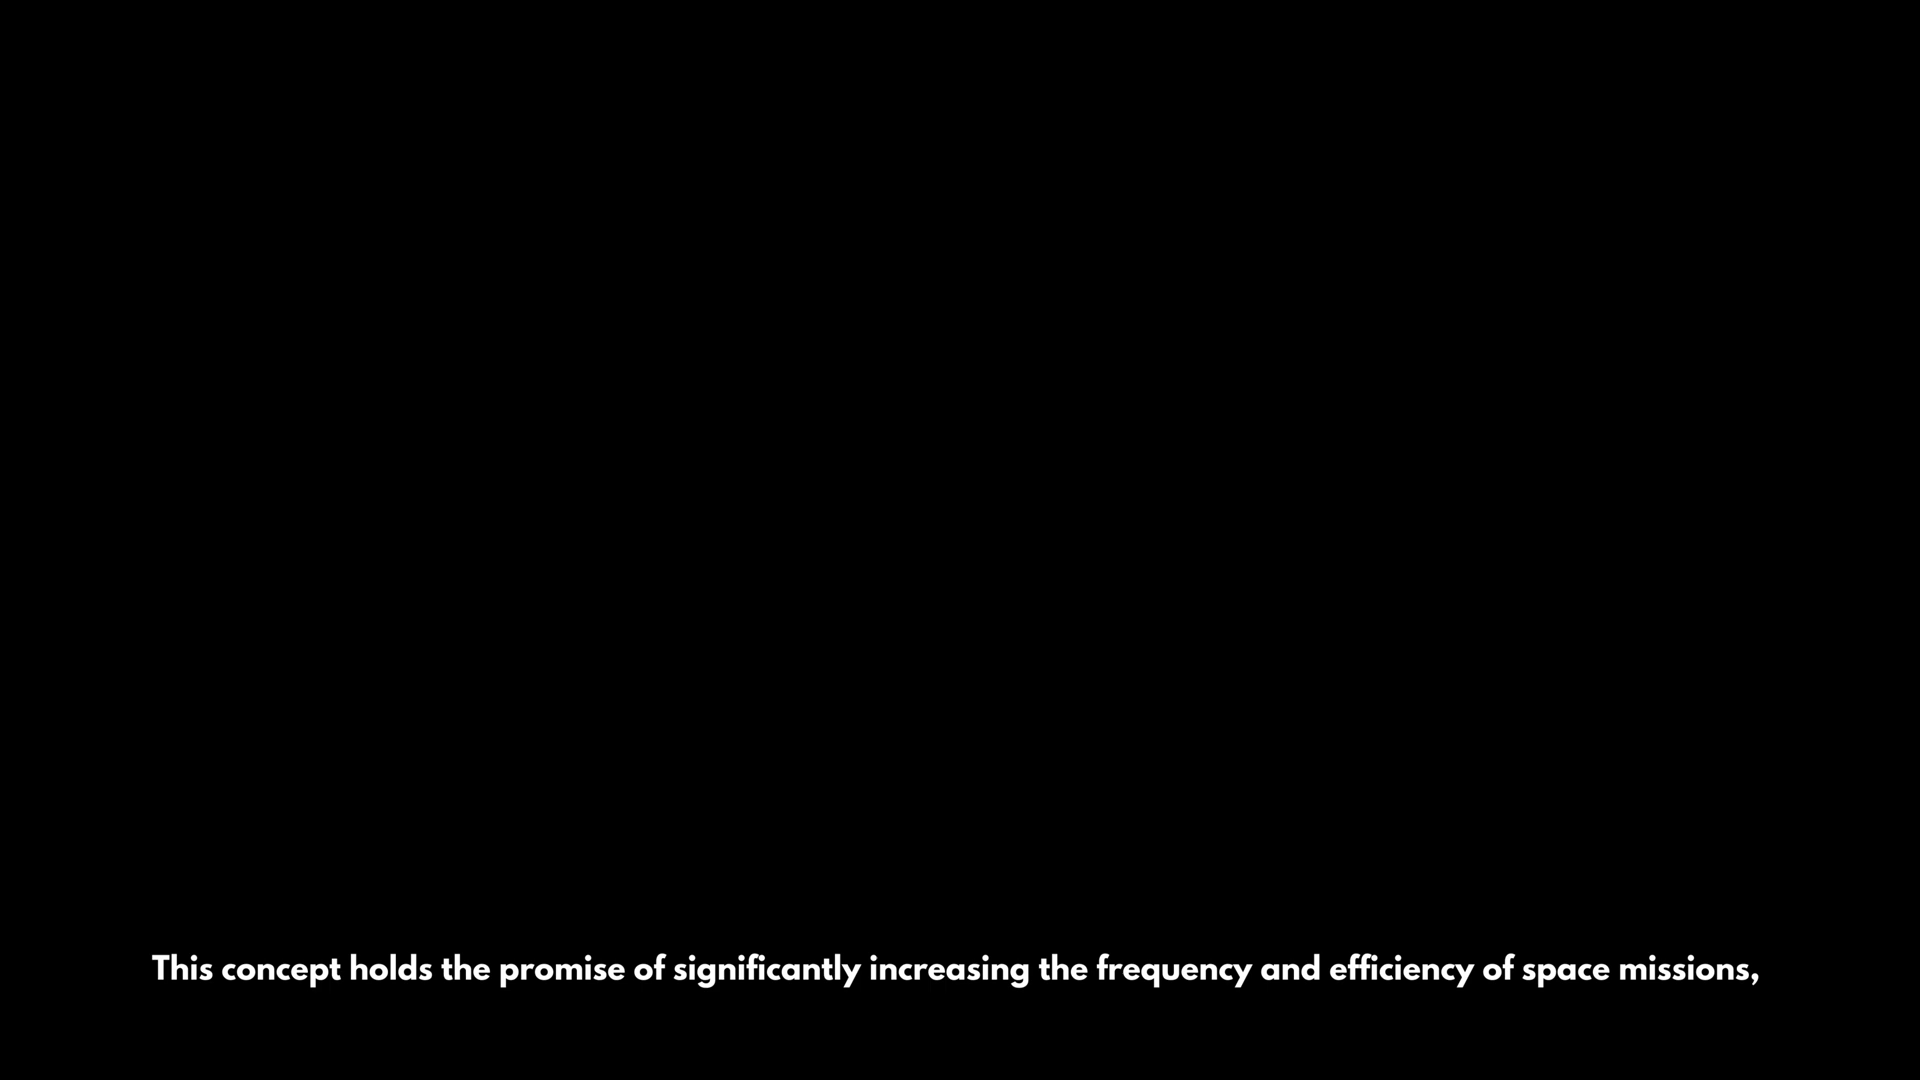 This concept holds the promise of significantly increasing the frequency and efficiency of space missions,